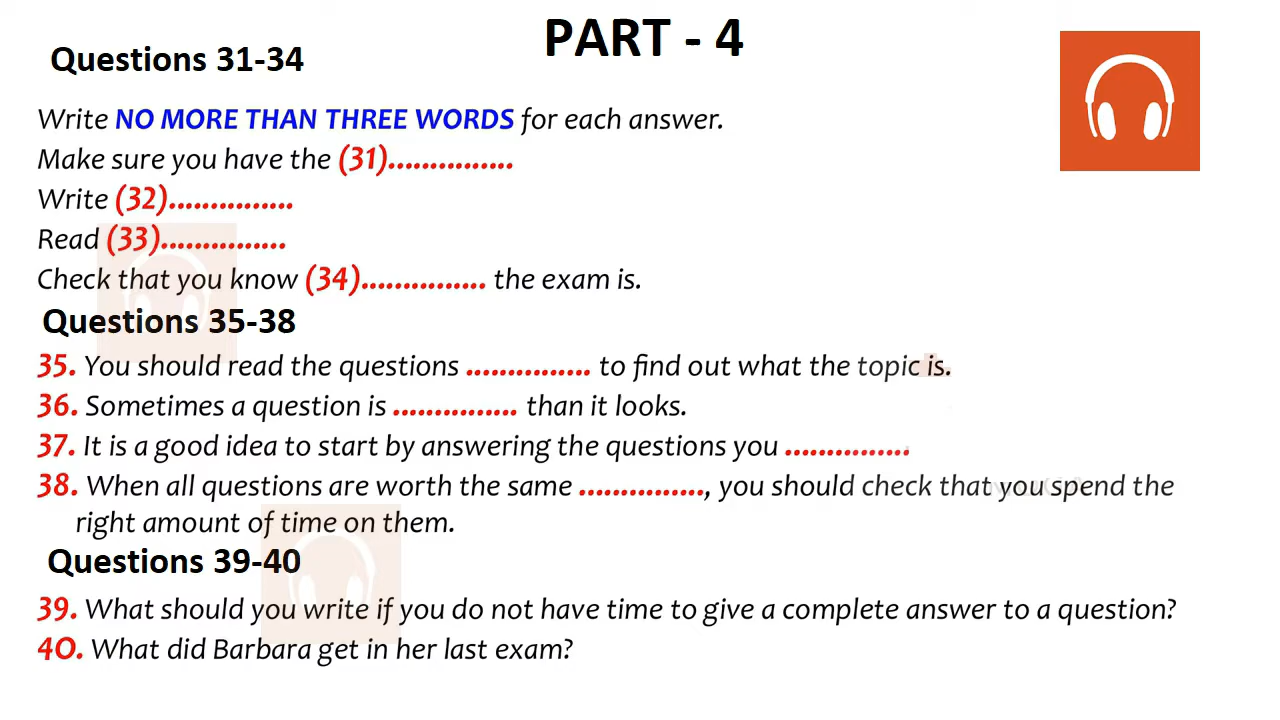 PART - 4
Questions 31-34
Write NO MORE THAN THREE WORDS for each answer.
Make sure you have the (31)...............
Write (32)...............
Read (33)...............
Check that you know (34)............... the exam is.
Questions 35-38
35. You should read the questions ............... to find out what the topic is.
36. Sometimes a question is ............... than it looks.
37. It is a good idea to start by answering the questions you ...............
38. When all questions are worth the same ..............., you should check that you spend the
right amount of time on them.
Questions 39-40
39. What should you write if you do not have time to give a complete answer to a question?
40. What did Barbara get in her last exam?